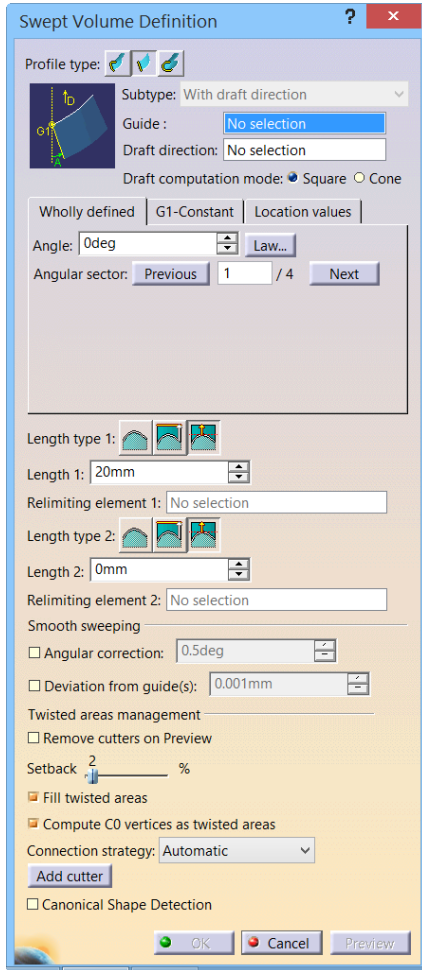 Swept Volume Definition ?
Profile type:
D
G1
A
Subtype: With draft direction
Guide : No selection
Draft direction: No selection
Draft computation mode: Square Cone
Wholly defined G1-Constant Location values
Angle: 0deg Law...
Angular sector: Previous 1 / 4 Next
Length type 1:
Length 1: 20mm
Relimiting element 1: No selection
Length type 2:
Length 2: 0mm
Relimiting element 2: No selection
Smooth sweeping
Angular correction: 0.5deg
Deviation from guide(s): 0.001mm
Twisted areas management
Remove cutters on Preview
Setback 2 %
Fill twisted areas
Compute C0 vertices as twisted areas
Connection strategy: Automatic
Add cutter
Canonical Shape Detection
OK Cancel Preview